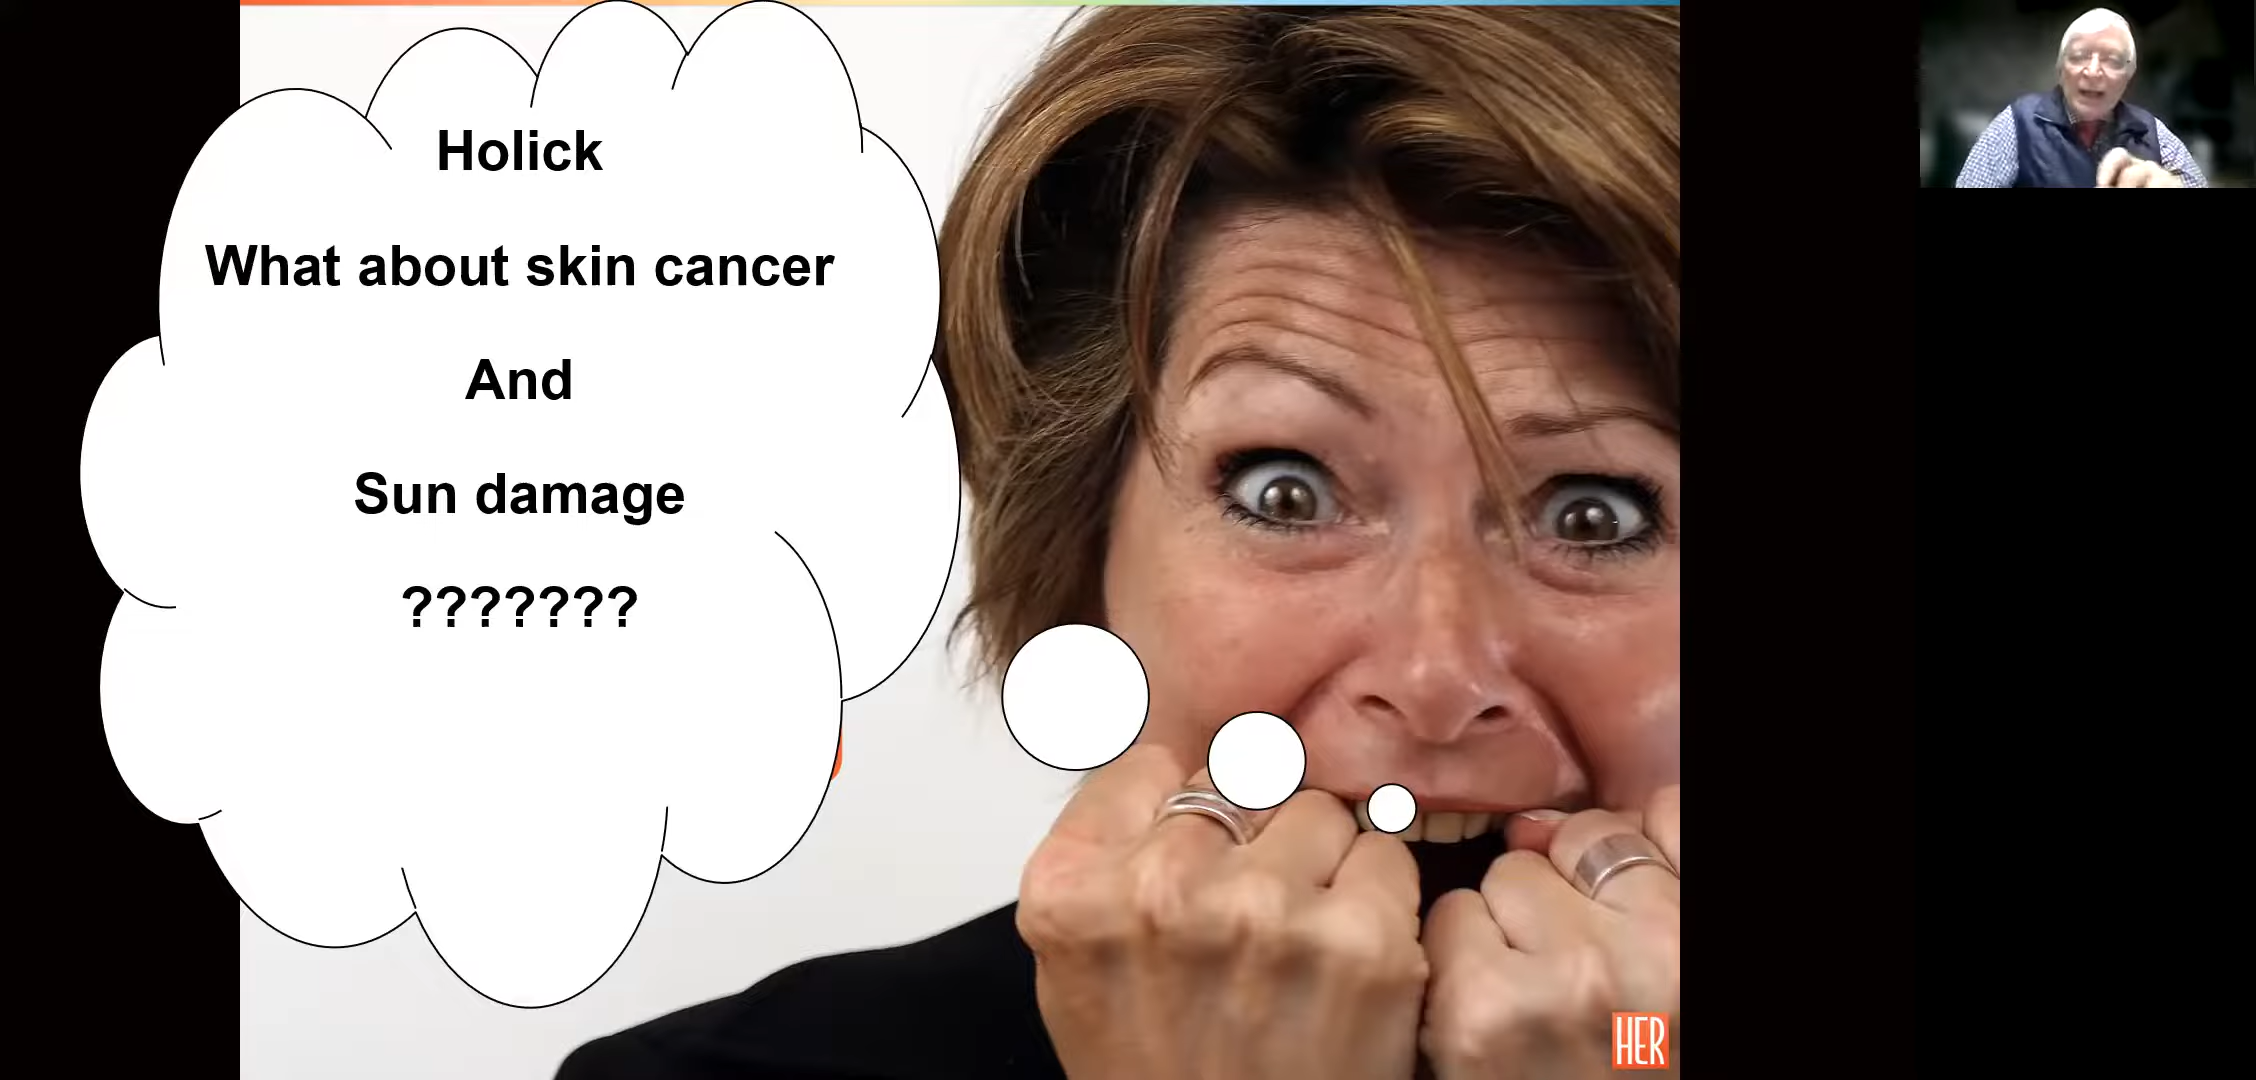 Holick
What about skin cancer
And
Sun damage
???????
HER